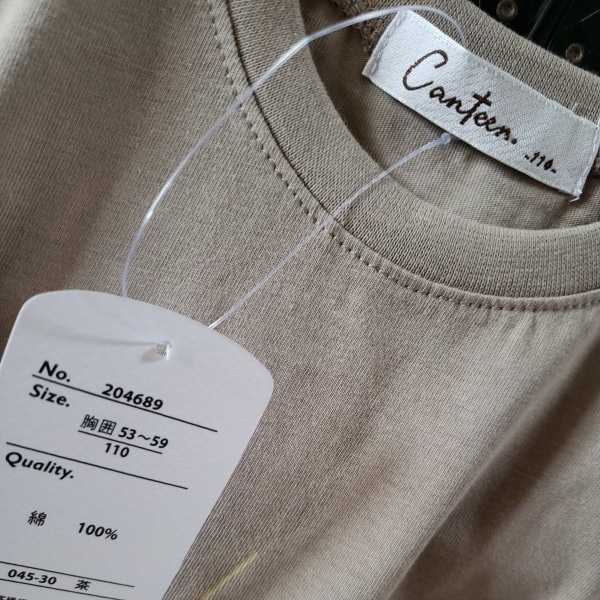 Canteen.
-110-
No. 204689
Size.
胸囲 53～59
110
Quality.
綿 100%
045-30 茶